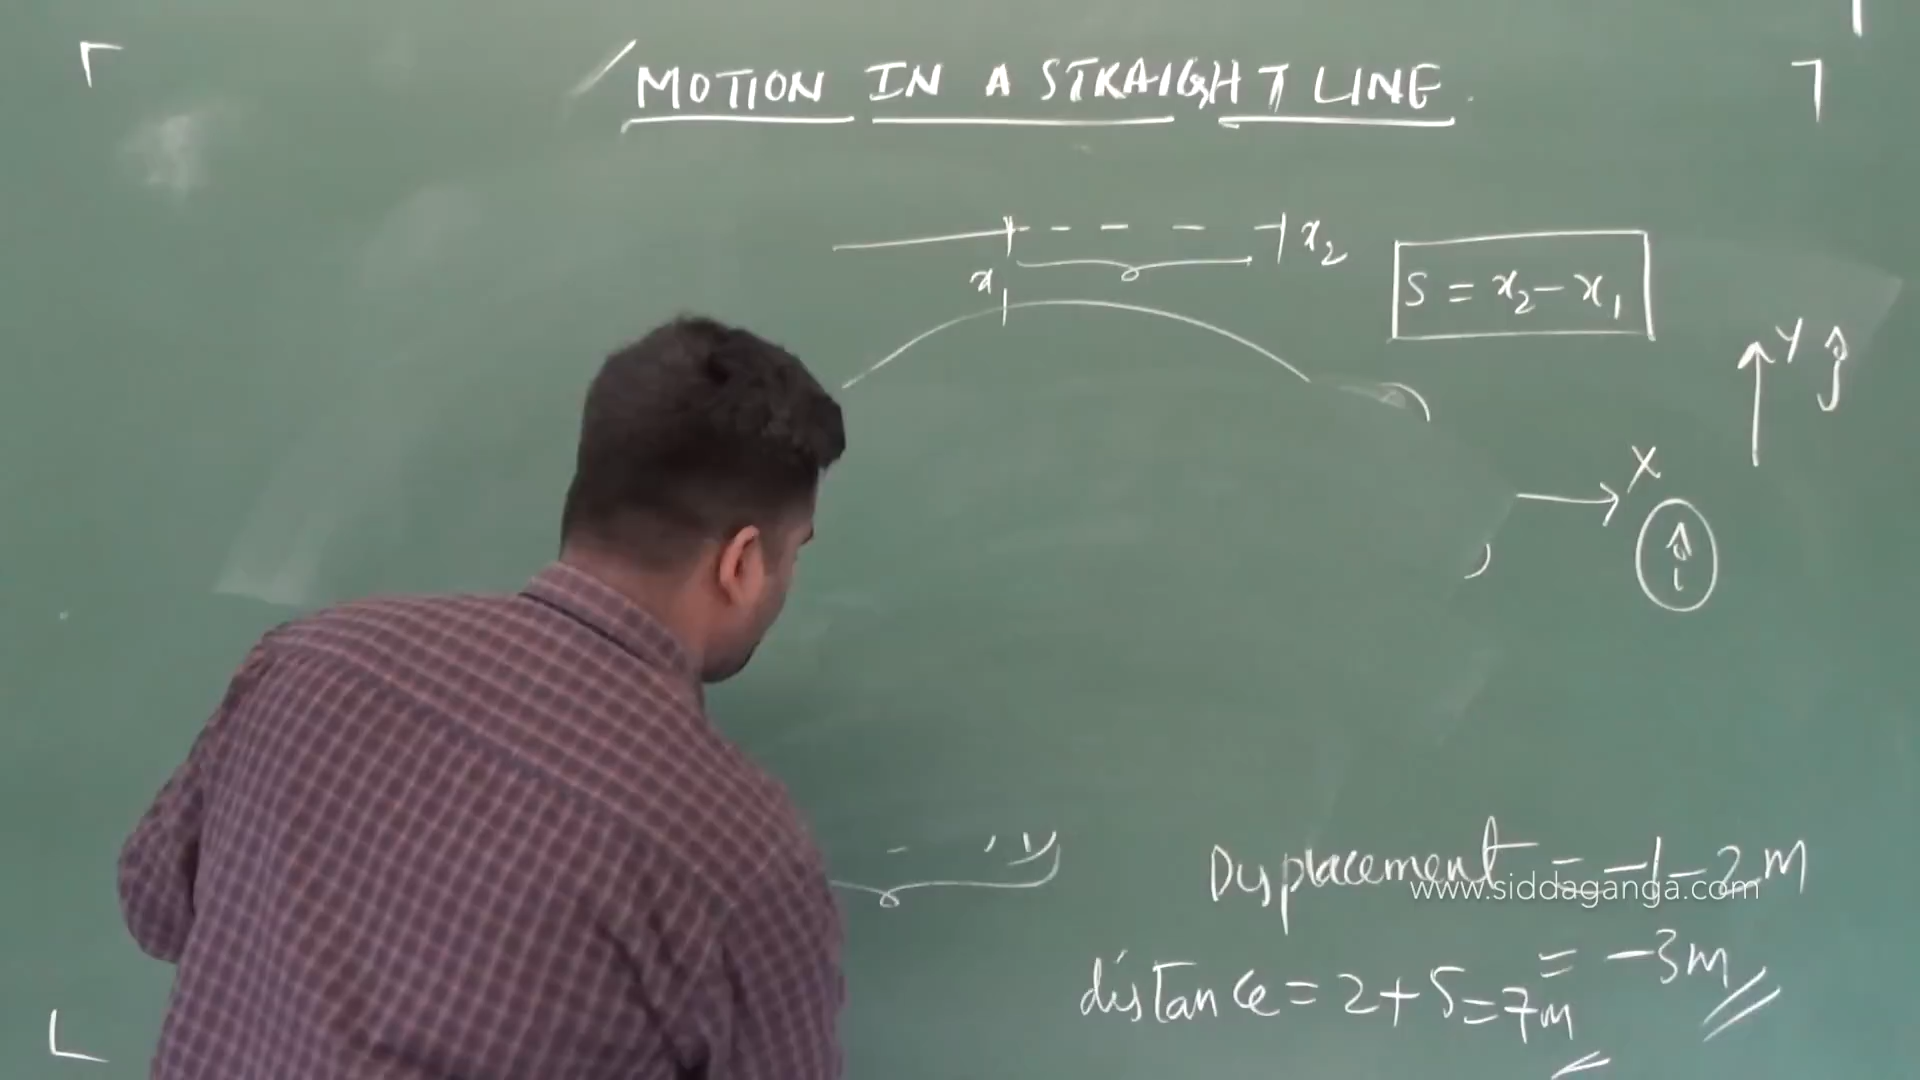 MOTION IN A STRAIGHT LINE
x₁
x₂
S = x₂ – x₁
Y ĵ
X
î
Displacement = –1 – 2 m
www.siddaganga.com
= –3m
distance = 2 + 5 = 7m